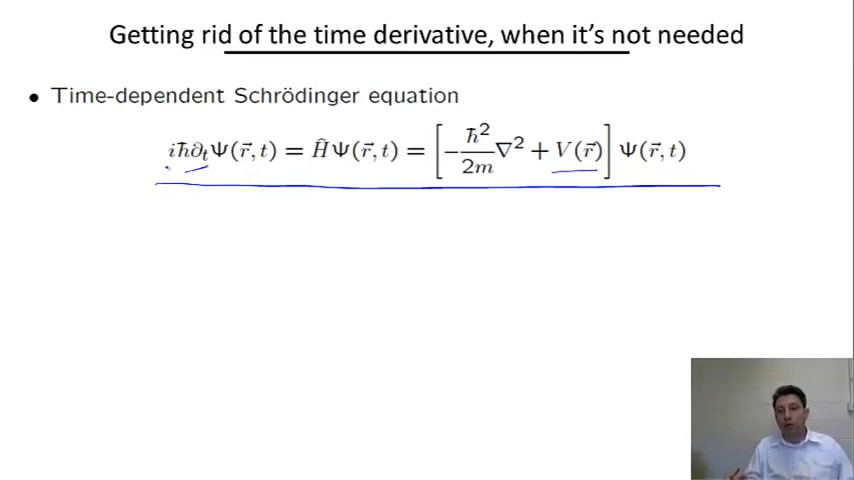 Getting rid of the time derivative, when it's not needed
• Time-dependent Schrödinger equation
iħ∂ₜΨ(r⃗, t) = ĤΨ(r⃗, t) = [−ħ²/2m ∇² + V(r⃗)] Ψ(r⃗, t)